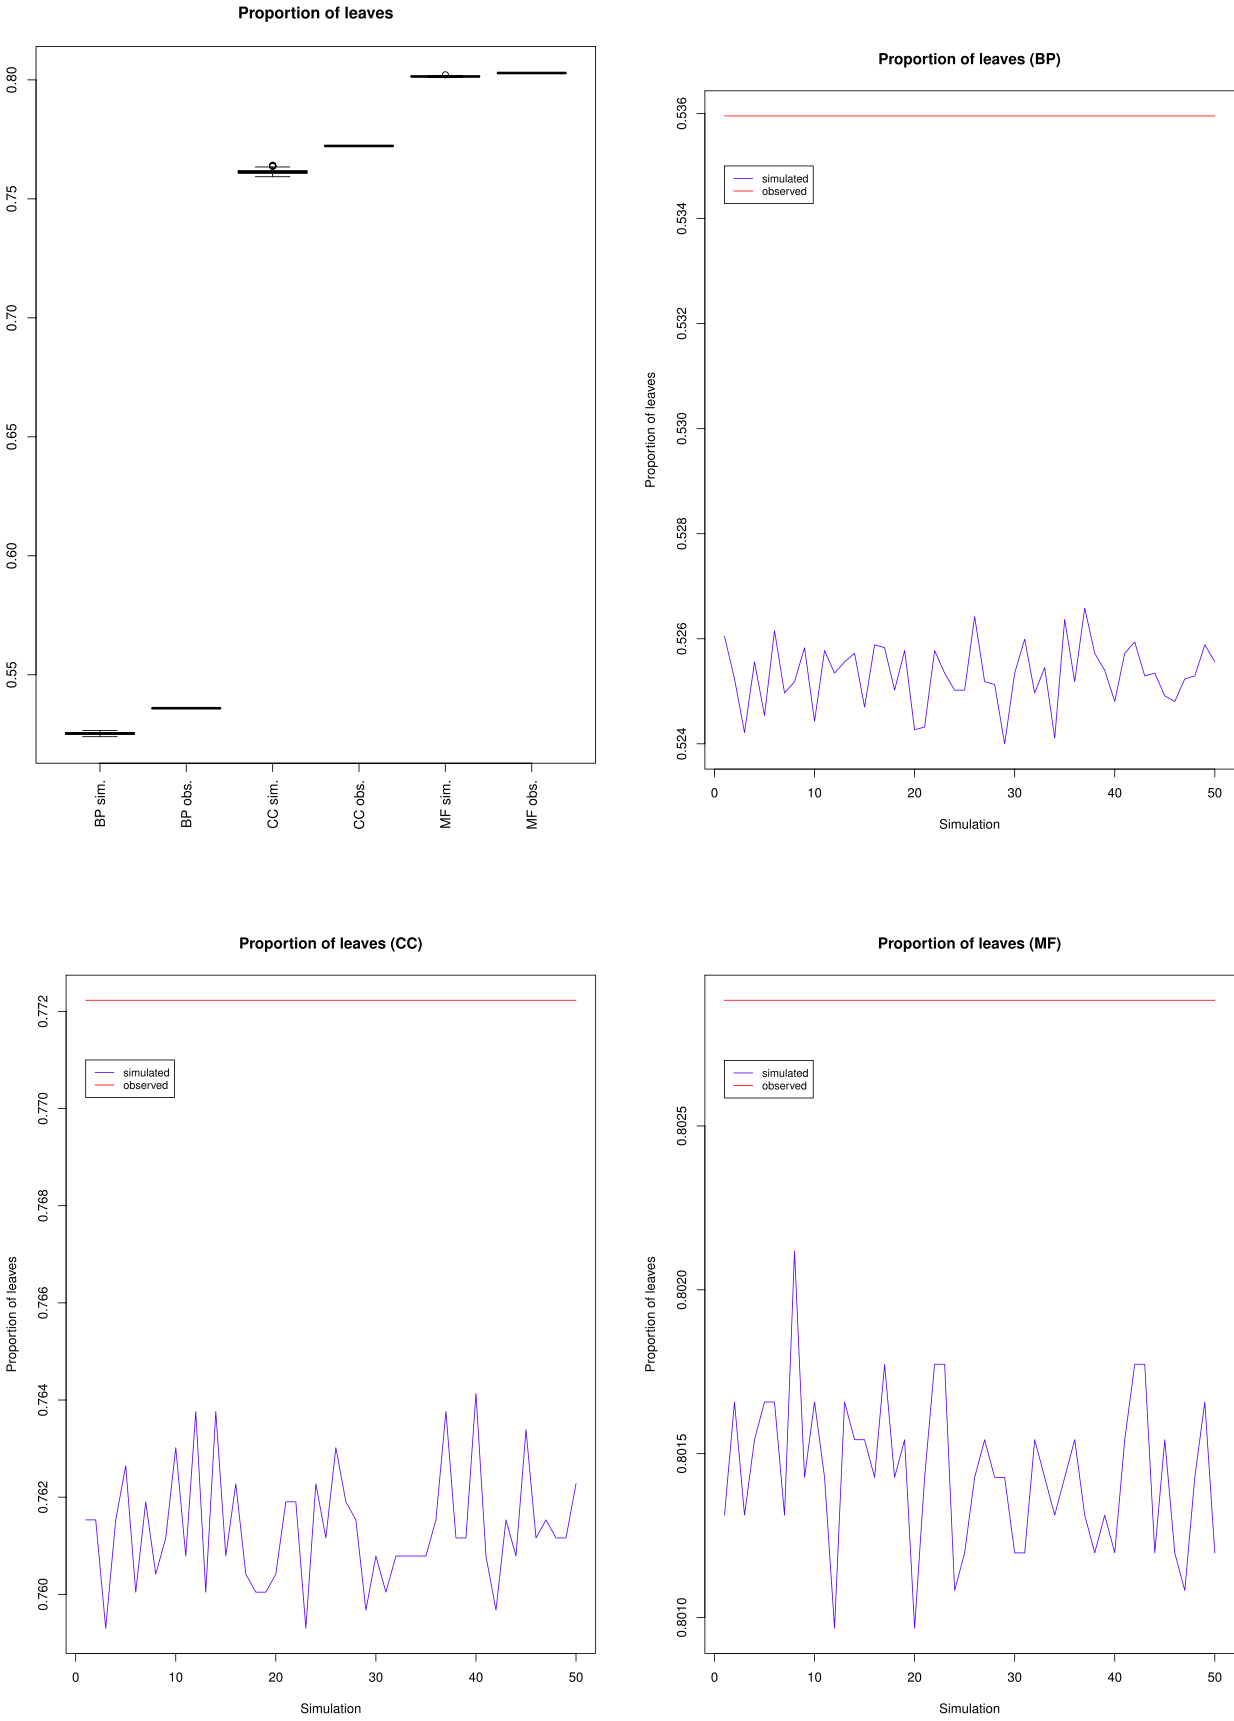 Proportion of leaves
0.80
0.75
0.70
0.65
0.60
0.55
BP sim.
BP obs.
CC sim.
CC obs.
MF sim.
MF obs.
Proportion of leaves (BP)
Proportion of leaves
0.536
0.534
0.532
0.530
0.528
0.526
0.524
simulated
observed
0 10 20 30 40 50
Simulation
Proportion of leaves (CC)
Proportion of leaves
0.772
0.770
0.768
0.766
0.764
0.762
0.760
simulated
observed
0 10 20 30 40 50
Simulation
Proportion of leaves (MF)
Proportion of leaves
0.8025
0.8020
0.8015
0.8010
simulated
observed
0 10 20 30 40 50
Simulation